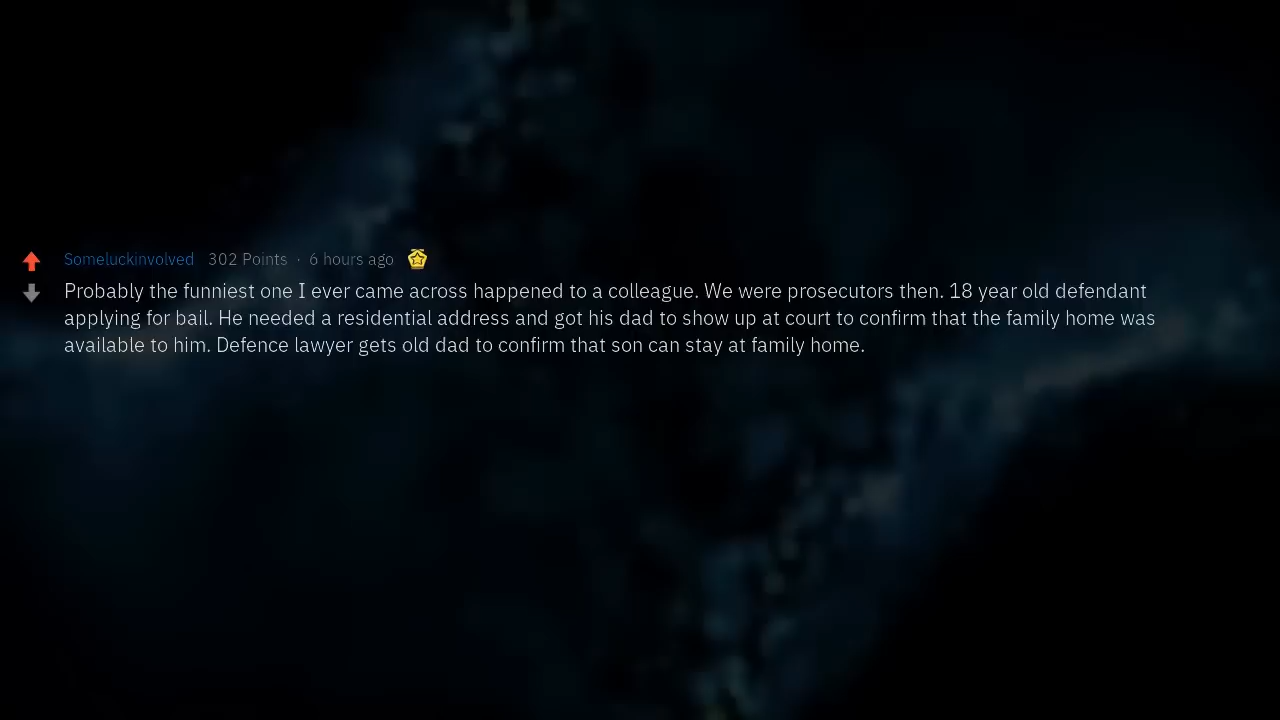 Someluckinvolved 302 Points · 6 hours ago
Probably the funniest one I ever came across happened to a colleague. We were prosecutors then. 18 year old defendant
applying for bail. He needed a residential address and got his dad to show up at court to confirm that the family home was
available to him. Defence lawyer gets old dad to confirm that son can stay at family home.